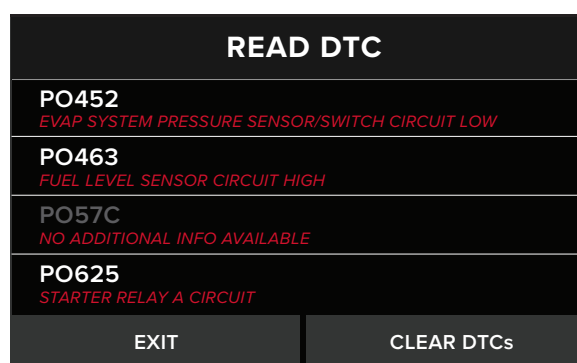 READ DTC
PO452
EVAP SYSTEM PRESSURE SENSOR/SWITCH CIRCUIT LOW
PO463
FUEL LEVEL SENSOR CIRCUIT HIGH
PO57C
NO ADDITIONAL INFO AVAILABLE
PO625
STARTER RELAY A CIRCUIT
EXIT
CLEAR DTCs